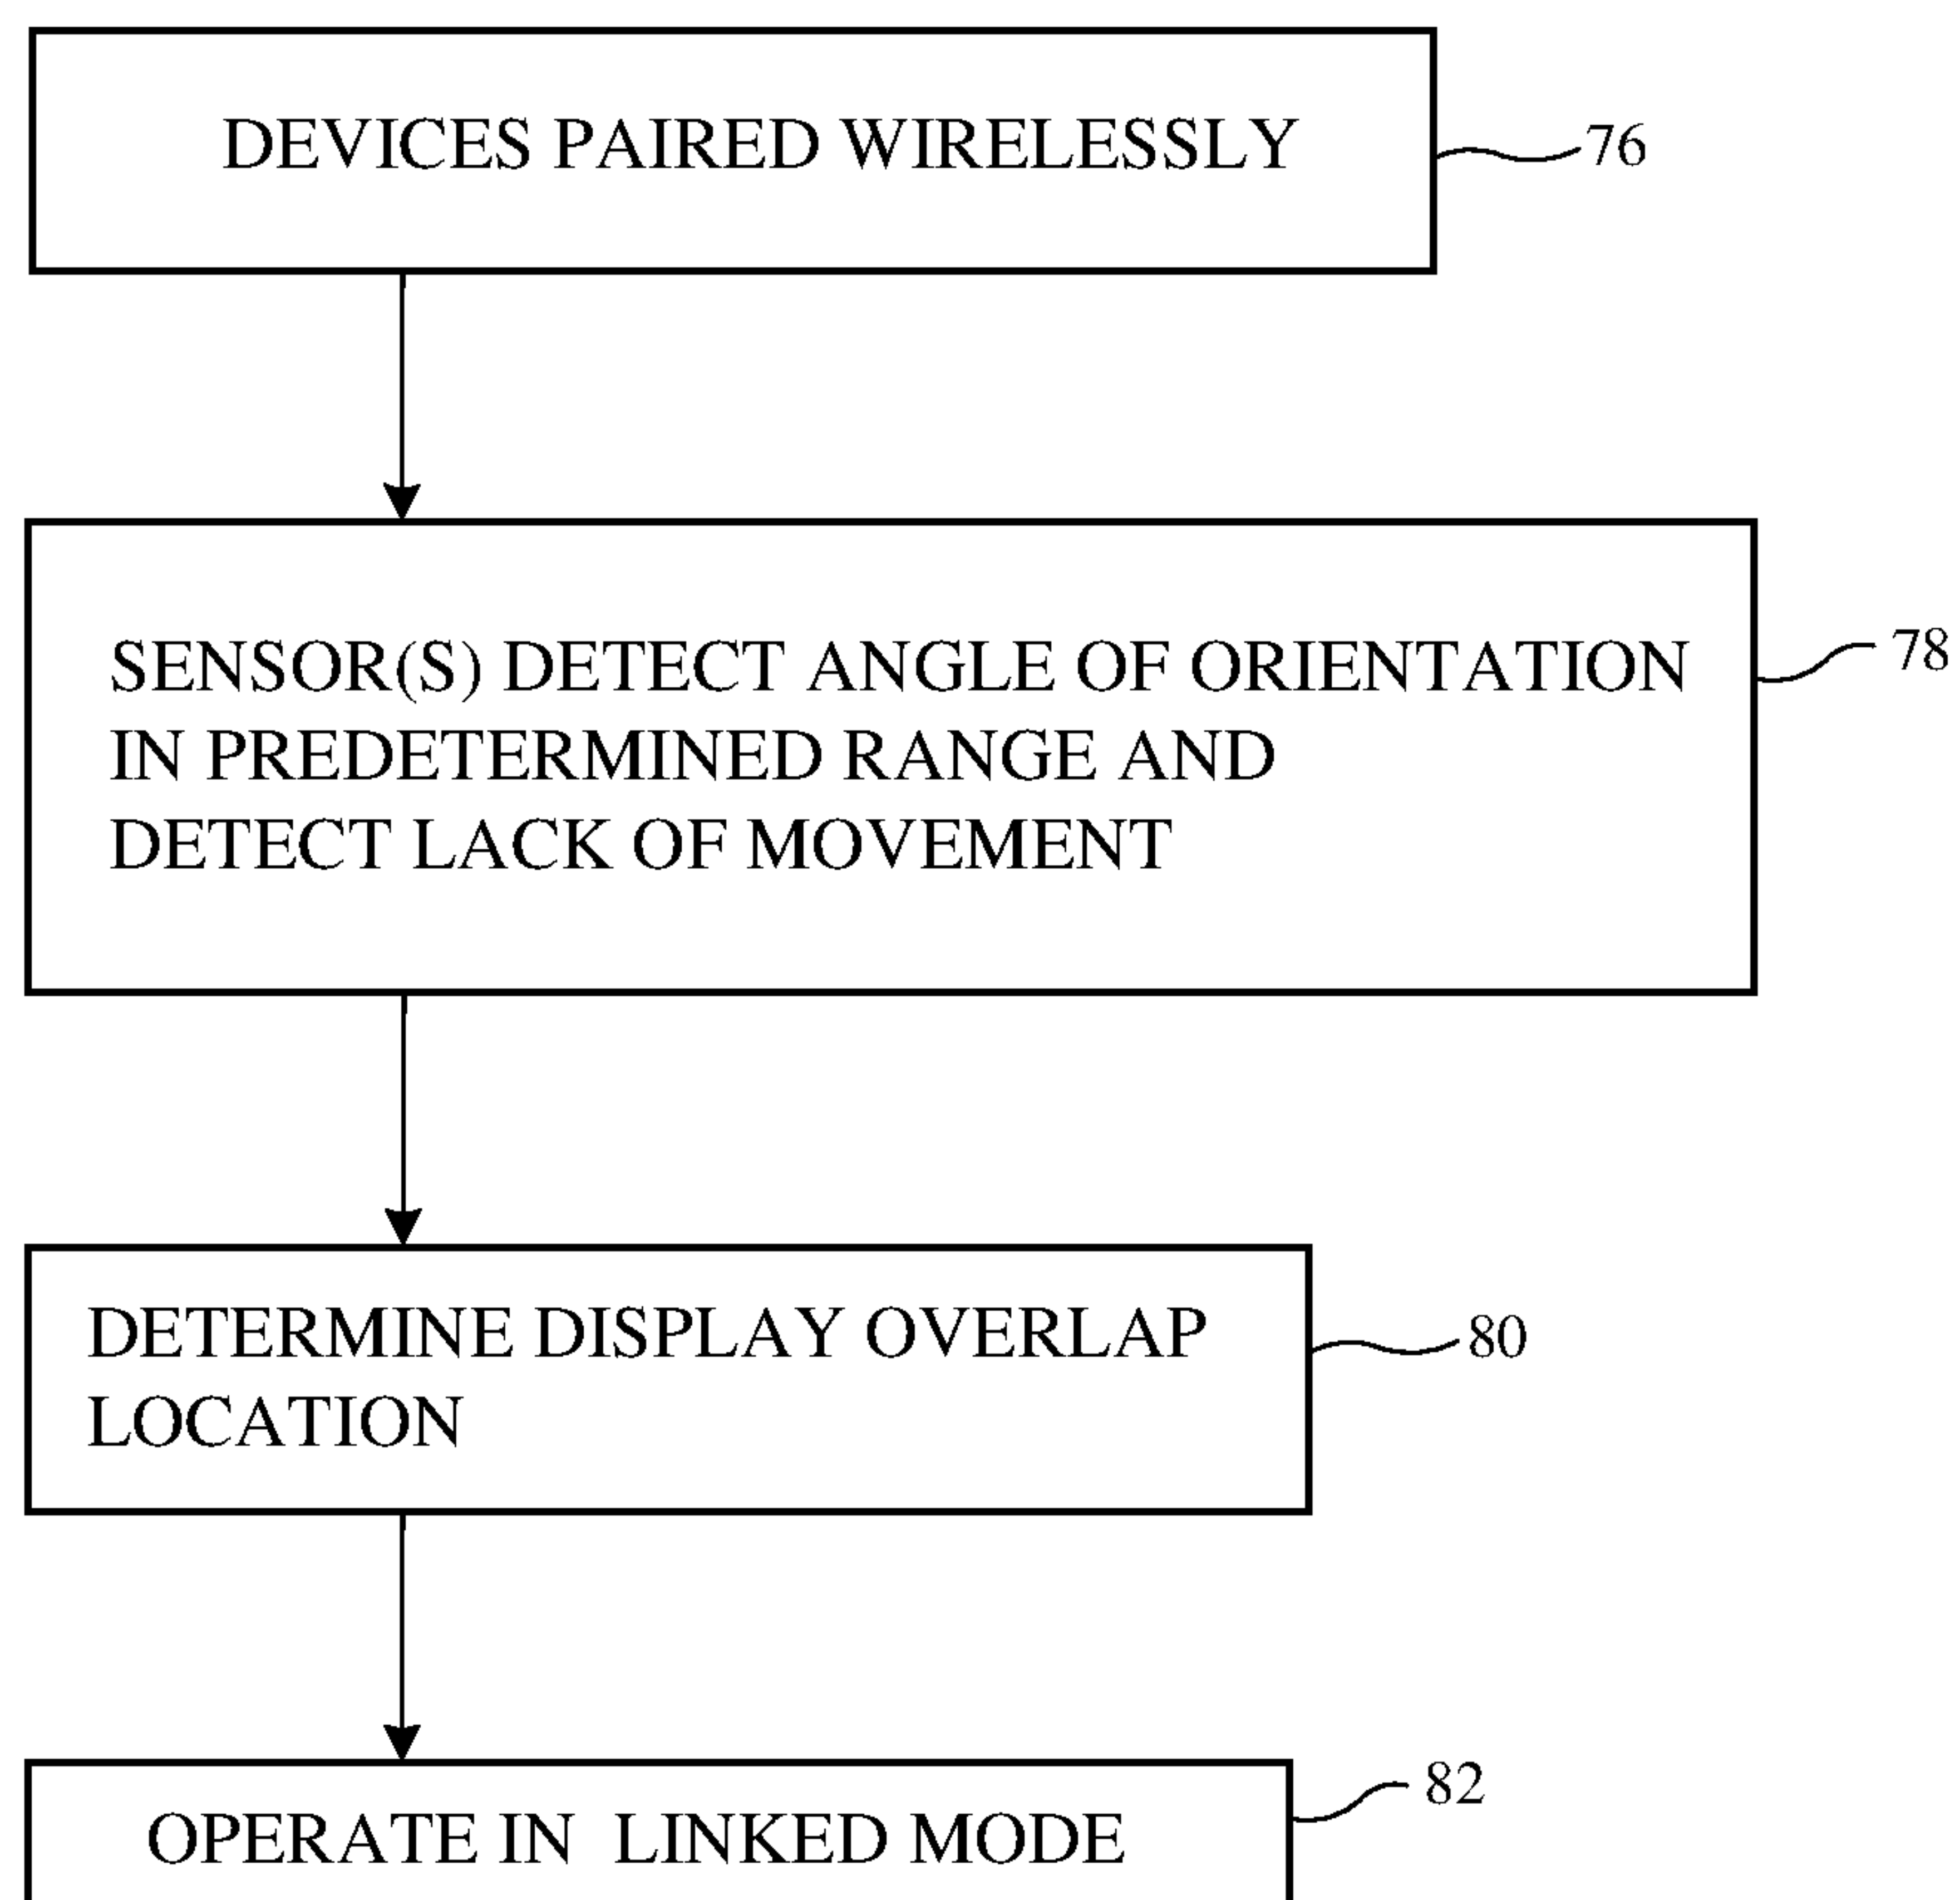 DEVICES PAIRED WIRELESSLY
76
SENSOR(S) DETECT ANGLE OF ORIENTATION
IN PREDETERMINED RANGE AND
DETECT LACK OF MOVEMENT
78
DETERMINE DISPLAY OVERLAP
LOCATION
80
OPERATE IN LINKED MODE
82